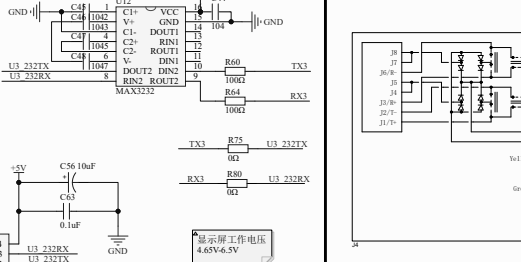 C45
U12
GND
1
C1+
VCC
16
C46
1042
V+
GND
15
GND
1043
C1-
DOUT1
14
104
C47
4
C2+
RIN1
13
1045
C2-
ROUT1
12
C48
6
V-
DIN1
11
R60
U3_232TX
1047
DOUT2
DIN2
10
TX3
U3_232RX
8
RIN2
ROUT2
9
100Ω
MAX3232
R64
RX3
100Ω
R75
TX3
U3_232TX
0Ω
R80
RX3
U3_232RX
0Ω
+5V
C56 10uF
+
C63
0.1uF
GND
U3_232RX
U3_232TX
显示屏工作电压
4.65V-6.5V
J8
J7
J6/R-
J5
J4
J3/R+
J2/T-
J1/T+
Yel
Gre
J4